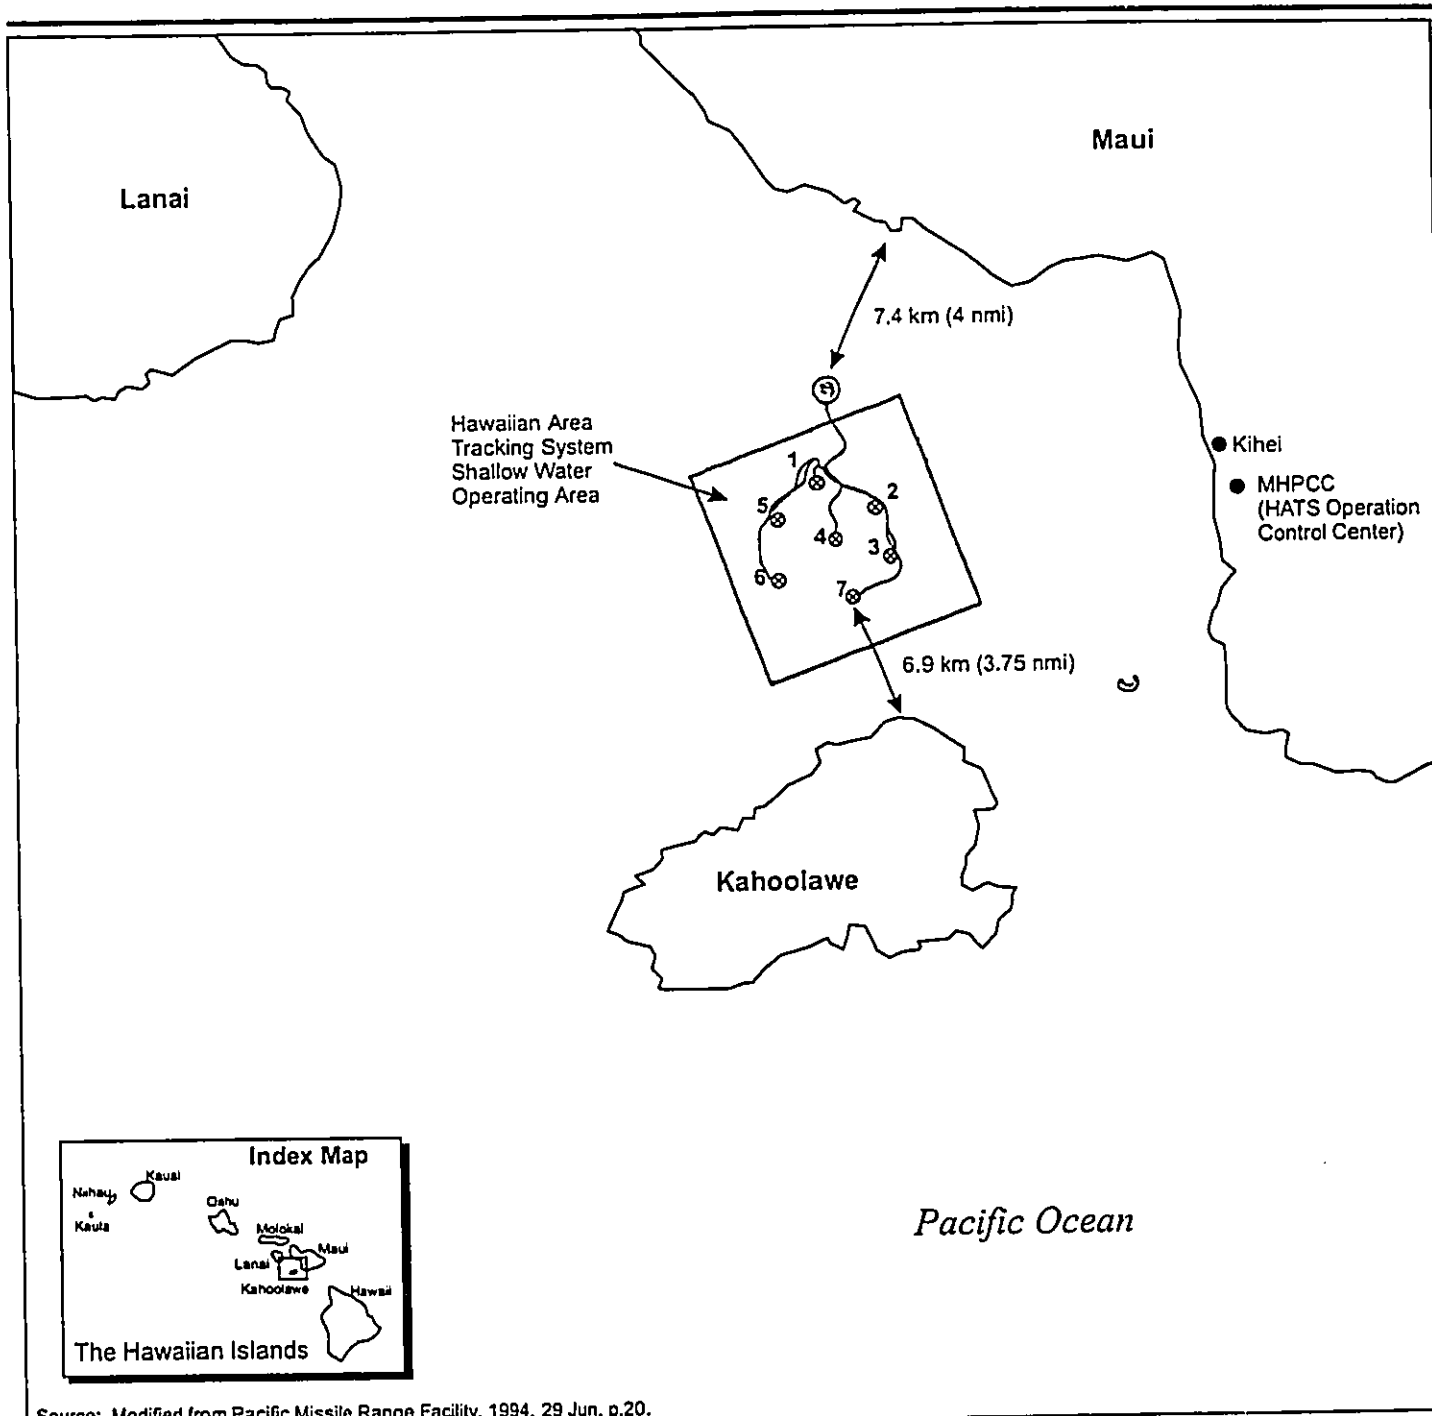 Lanai
Maui
7.4 km (4 nmi)
Hawaiian Area
Tracking System
Shallow Water
Operating Area
1
2
5
4
3
6
7
Kihei
MHPCC
(HATS Operation
Control Center)
6.9 km (3.75 nmi)
Kahoolawe
Pacific Ocean
Index Map
Kauai
Niihau
Kaula
Oahu
Molokai
Maui
Lanai
Kahoolawe
Hawaii
The Hawaiian Islands
Source: Modified from Pacific Missile Range Facility, 1994, 29 Jun, p.20.